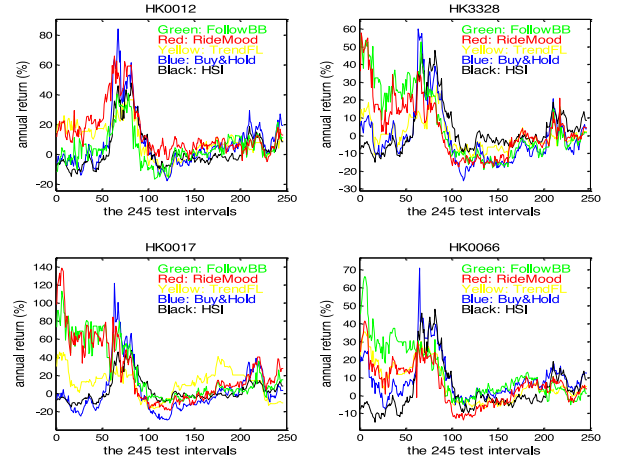 HK0012
Green: FollowBB
Red: RideMood
Yellow: TrendFL
Blue: Buy&Hold
Black: HSI
annual return (%)
80
60
40
20
0
-20
0 50 100 150 200 250
the 245 test intervals
HK3328
Green: FollowBB
Red: RideMood
Yellow: TrendFL
Blue: Buy&Hold
Black: HSI
annual return (%)
60
50
40
30
20
10
0
-10
-20
-30
0 50 100 150 200 250
the 245 test intervals
HK0017
Green: FollowBB
Red: RideMood
Yellow: TrendFL
Blue: Buy&Hold
Black: HSI
annual return (%)
140
120
100
80
60
40
20
0
-20
0 50 100 150 200 250
the 245 test intervals
HK0066
Green: FollowBB
Red: RideMood
Yellow: TrendFL
Blue: Buy&Hold
Black: HSI
annual return (%)
70
60
50
40
30
20
10
0
-10
0 50 100 150 200 250
the 245 test intervals